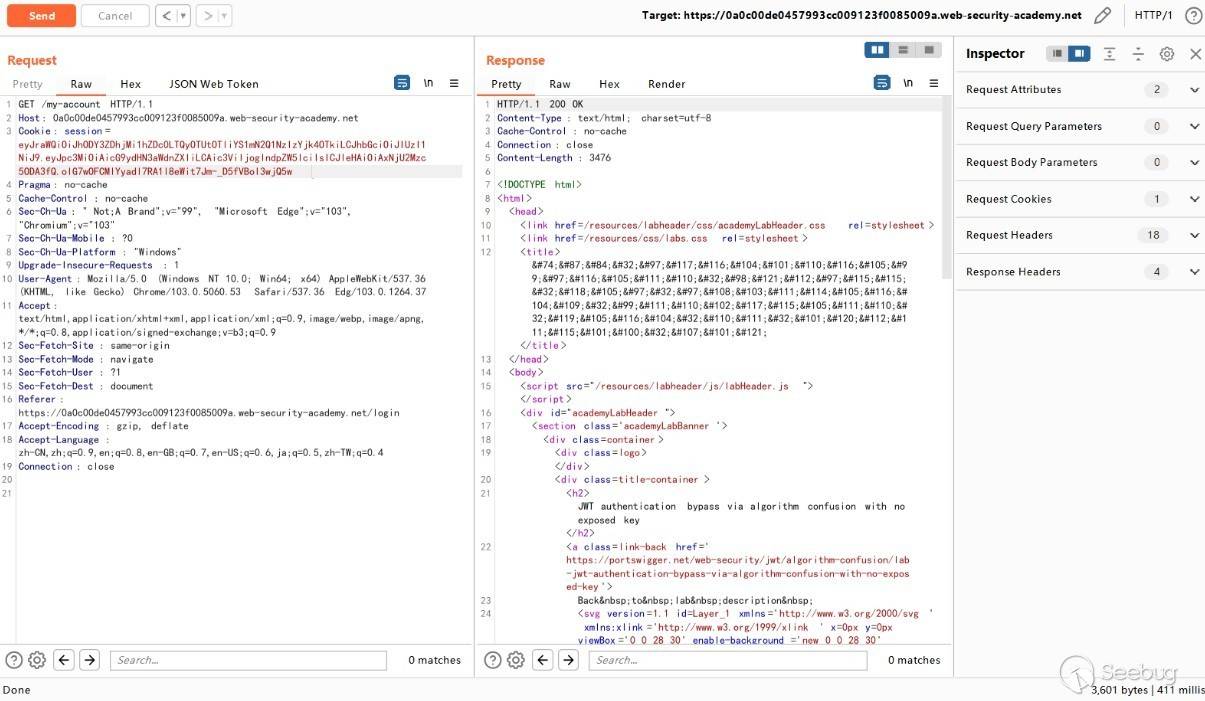 Send
Cancel
Target: https://0a0c00de0457993cc009123f0085009a.web-security-academy.net
HTTP/1
Request
Pretty Raw Hex JSON Web Token
\n
1 GET /my-account HTTP/1.1
2 Host: 0a0c00de0457993cc009123f0085009a.web-security-academy.net
3 Cookie: session=
4 Pragma: no-cache
5 Cache-Control : no-cache
6 Sec-Ch-Ua : " Not;A Brand";v="99", "Microsoft Edge";v="103",
"Chromium";v="103"
7 Sec-Ch-Ua-Mobile : ?0
8 Sec-Ch-Ua-Platform : "Windows"
9 Upgrade-Insecure-Requests : 1
10 User-Agent : Mozilla/5.0 (Windows NT 10.0; Win64; x64) AppleWebKit/537.36
(KHTML, like Gecko) Chrome/103.0.5060.53 Safari/537.36 Edg/103.0.1264.37
11 Accept:
text/html,application/xhtml+xml,application/xml;q=0.9,image/webp,image/apng,
*/*;q=0.8,application/signed-exchange;v=b3;q=0.9
12 Sec-Fetch-Site : same-origin
13 Sec-Fetch-Mode : navigate
14 Sec-Fetch-User : ?1
15 Sec-Fetch-Dest : document
16 Referer :
https://0a0c00de0457993cc009123f0085009a.web-security-academy.net/login
17 Accept-Encoding : gzip, deflate
18 Accept-Language :
zh-CN,zh;q=0.9,en;q=0.8,en-GB;q=0.7,en-US;q=0.6,ja;q=0.5,zh-TW;q=0.4
19 Connection : close
20
21
Search...
0 matches
Response
Pretty Raw Hex Render
\n
1 HTTP/1.1 200 OK
2 Content-Type : text/html; charset=utf-8
3 Cache-Control : no-cache
4 Connection : close
5 Content-Length : 3476
6
7 <!DOCTYPE html>
8 <html>
9 <head>
10 <link href=/resources/labheader/css/academyLabHeader.css rel=stylesheet>
11 <link href=/resources/css/labs.css rel=stylesheet>
12 <title>
&#74;&#87;&#84;&#32;&#97;&#117;&#116;&#104;&#101;&#110;&#116;&#105;&#9
9;&#97;&#116;&#105;&#111;&#110;&#32;&#98;&#121;&#112;&#97;&#115;&#115;
&#32;&#118;&#105;&#97;&#32;&#97;&#108;&#103;&#111;&#114;&#105;&#116;&#
104;&#109;&#32;&#99;&#111;&#110;&#102;&#117;&#115;&#105;&#111;&#110;&#
32;&#119;&#105;&#116;&#104;&#32;&#110;&#111;&#32;&#101;&#120;&#112;&#1
11;&#115;&#101;&#100;&#32;&#107;&#101;&#121;
</title>
13 </head>
14 <body>
15 <script src="/resources/labheader/js/labHeader.js ">
</script>
16 <div id="academyLabHeader ">
17 <section class='academyLabBanner '>
18 <div class=container>
19 <div class=logo>
</div>
20 <div class=title-container >
21 <h2>
JWT authentication bypass via algorithm confusion with no
exposed key
</h2>
22 <a class=link-back href='
https://portswigger.net/web-security/jwt/algorithm-confusion/lab
-jwt-authentication-bypass-via-algorithm-confusion-with-no-expos
ed-key'>
23 Back&nbsp;to&nbsp;lab&nbsp;description&nbsp;
24 <svg version=1.1 id=Layer_1 xmlns='http://www.w3.org/2000/svg '
xmlns:xlink='http://www.w3.org/1999/xlink ' x=0px y=0px
viewBox='0 0 28 30' enable-background ='new 0 0 28 30'
Search...
0 matches
Inspector
Request Attributes 2
Request Query Parameters 0
Request Body Parameters 0
Request Cookies 1
Request Headers 18
Response Headers 4
Done
Seebug
3,601 bytes | 411 millis